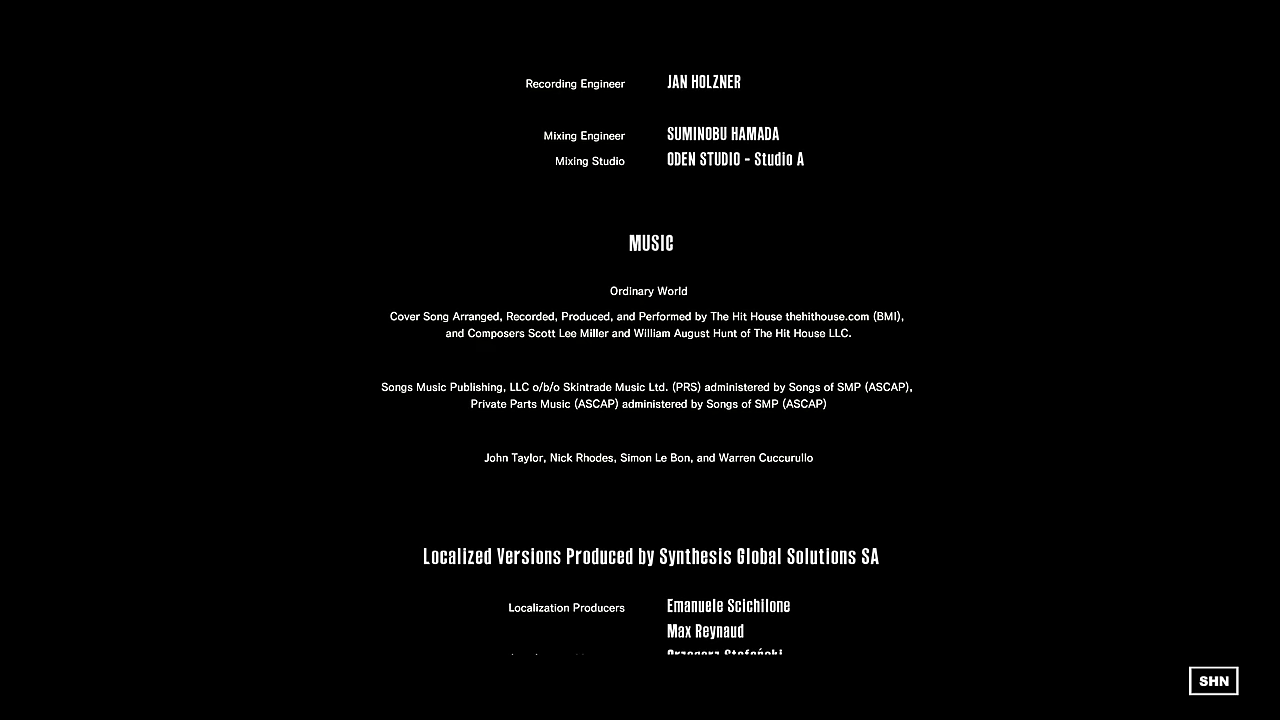 Recording Engineer JAN HOLZNER
Mixing Engineer SUMINOBU HAMADA
Mixing Studio ODEN STUDIO - Studio A
MUSIC
Ordinary World
Cover Song Arranged, Recorded, Produced, and Performed by The Hit House thehithouse.com (BMI),
and Composers Scott Lee Miller and William August Hunt of The Hit House LLC.
Songs Music Publishing, LLC o/b/o Skintrade Music Ltd. (PRS) administered by Songs of SMP (ASCAP),
Private Parts Music (ASCAP) administered by Songs of SMP (ASCAP)
John Taylor, Nick Rhodes, Simon Le Bon, and Warren Cuccurullo
Localized Versions Produced by Synthesis Global Solutions SA
Localization Producers Emanuele Scichilone
Max Reynaud
SHN